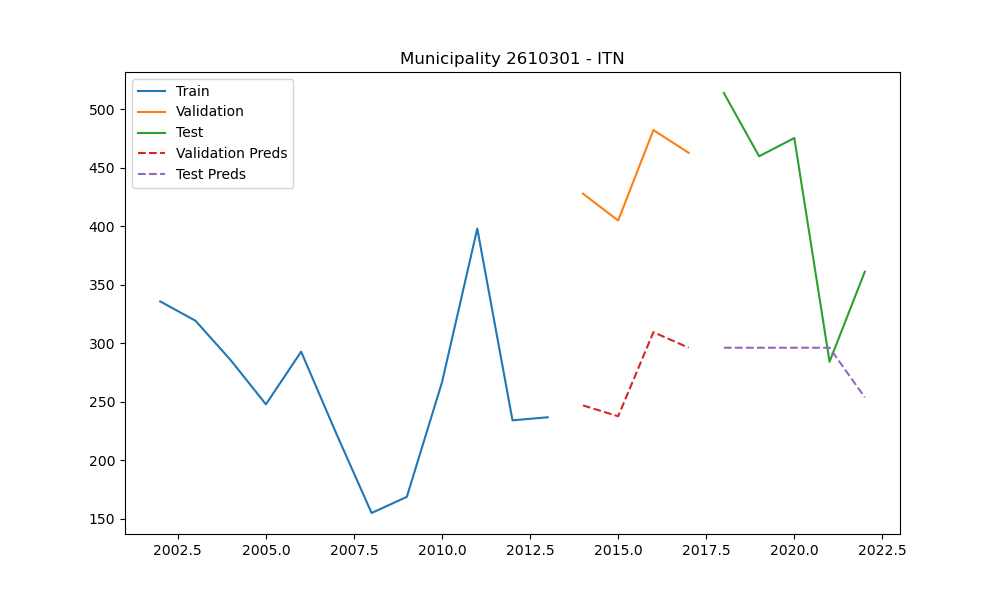 Municipality 2610301 - ITN
Train
Validation
Test
Validation Preds
Test Preds
500
450
400
350
300
250
200
150
2002.5 2005.0 2007.5 2010.0 2012.5 2015.0 2017.5 2020.0 2022.5